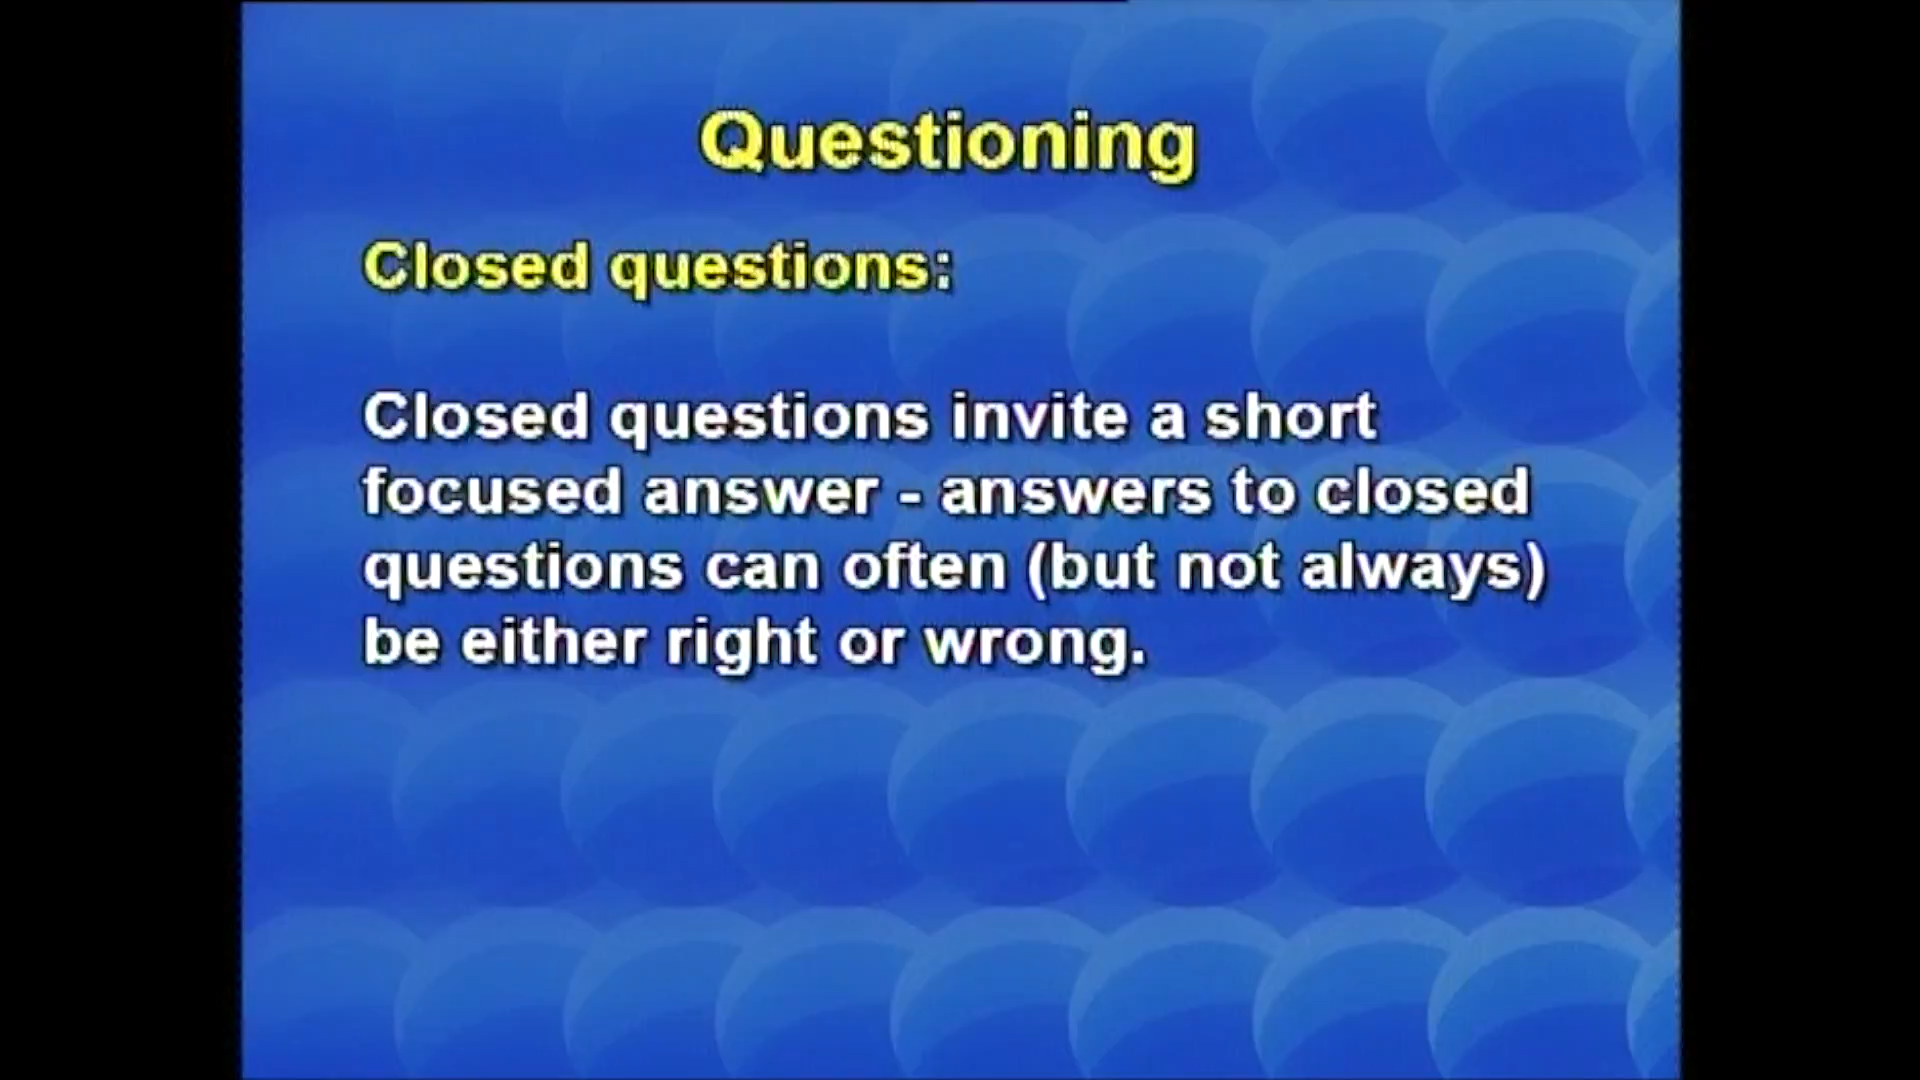 Questioning
Closed questions:
Closed questions invite a short
focused answer - answers to closed
questions can often (but not always)
be either right or wrong.